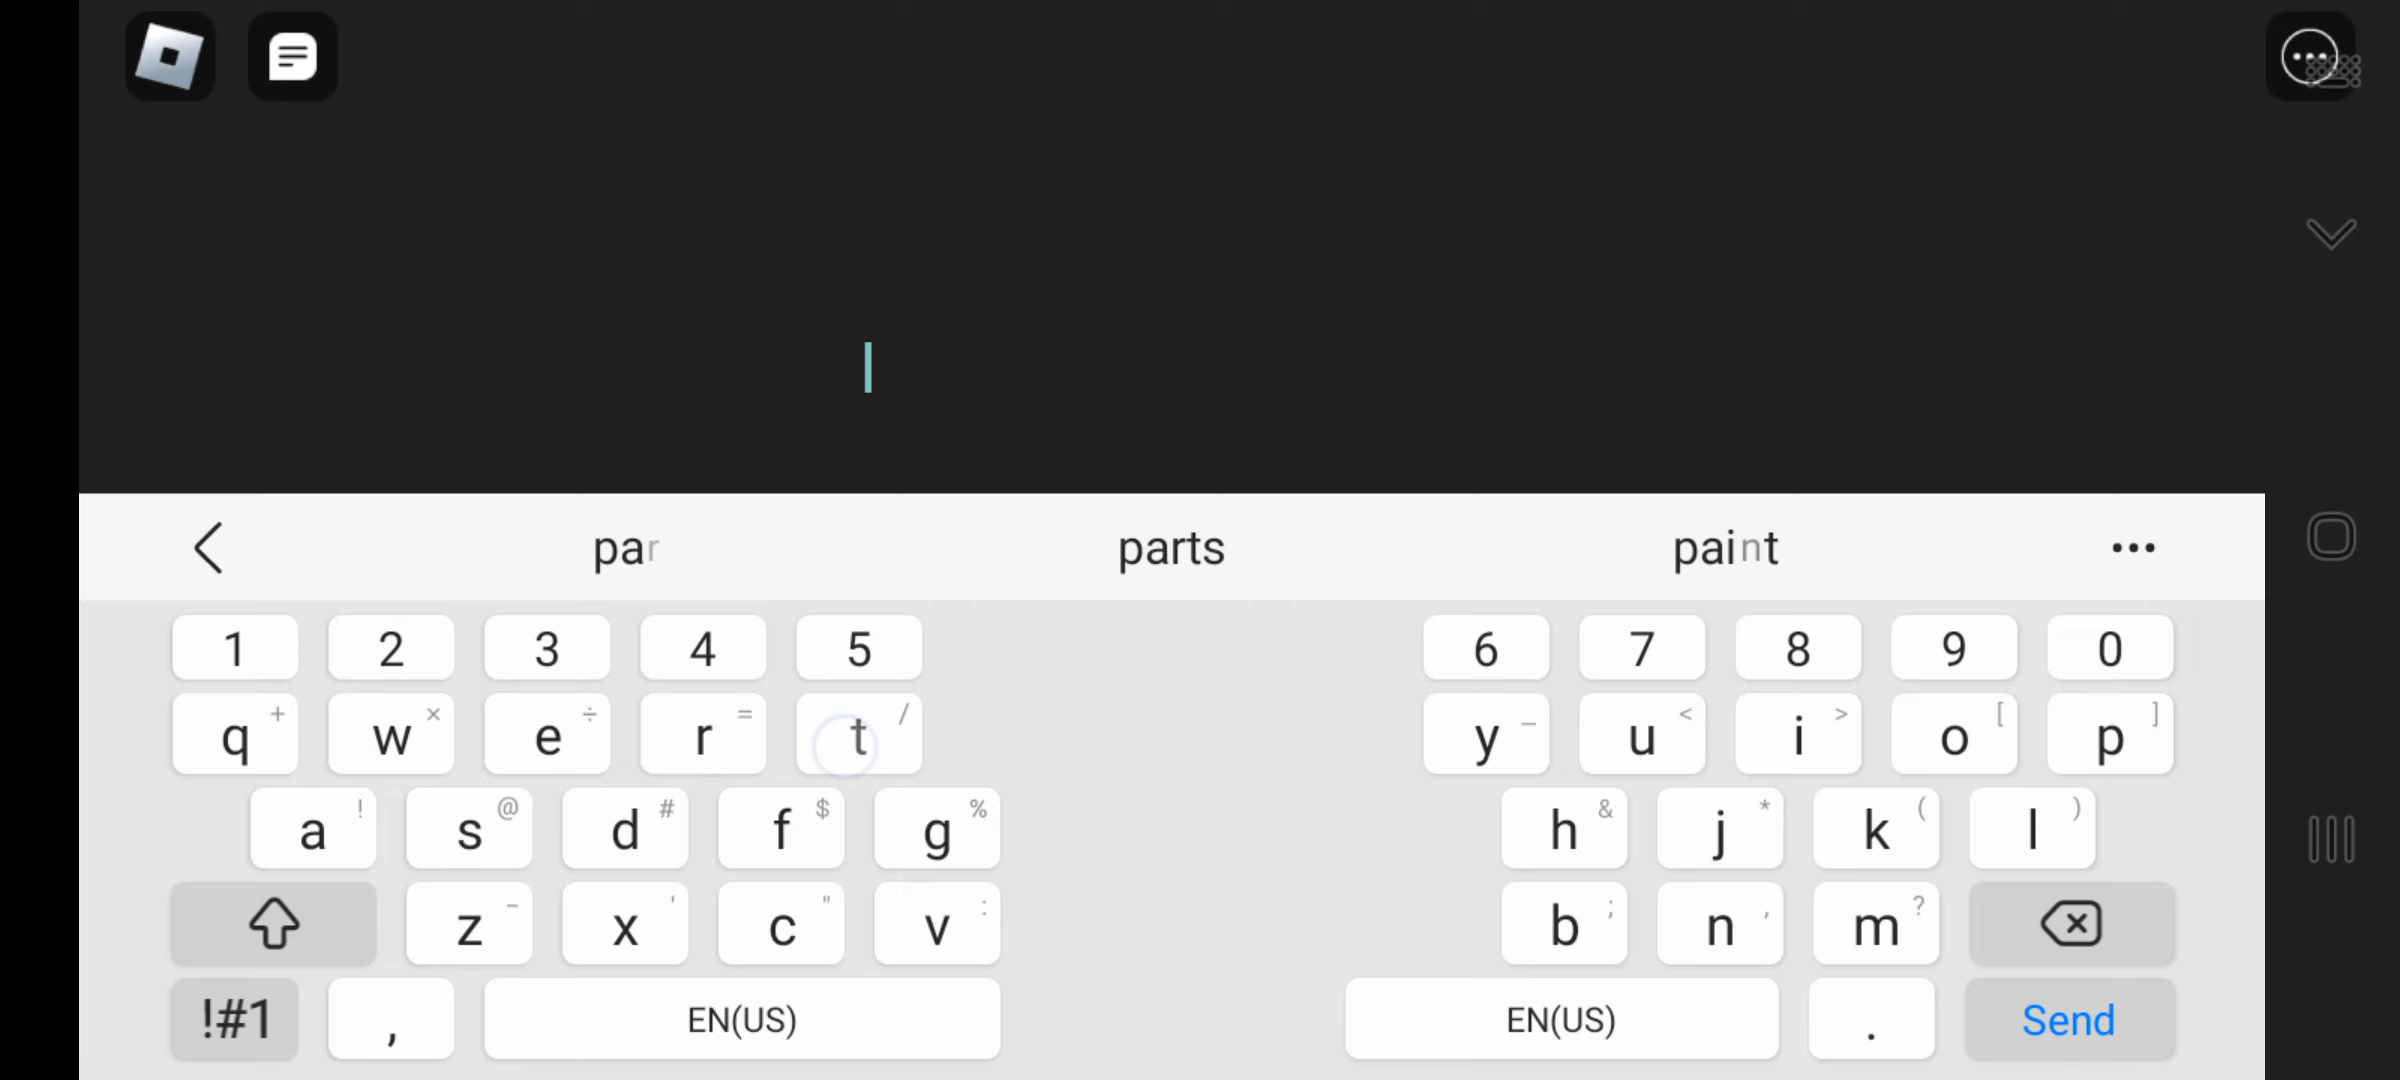 par parts paint
1 2 3 4 5 6 7 8 9 0
q + w × e ÷ r = t / y _ u < i > o [ p ]
a ! s @ d # f $ g % h & j * k ( l )
z - x ' c " v : b ; n , m ?
!#1 , EN(US) EN(US) . Send